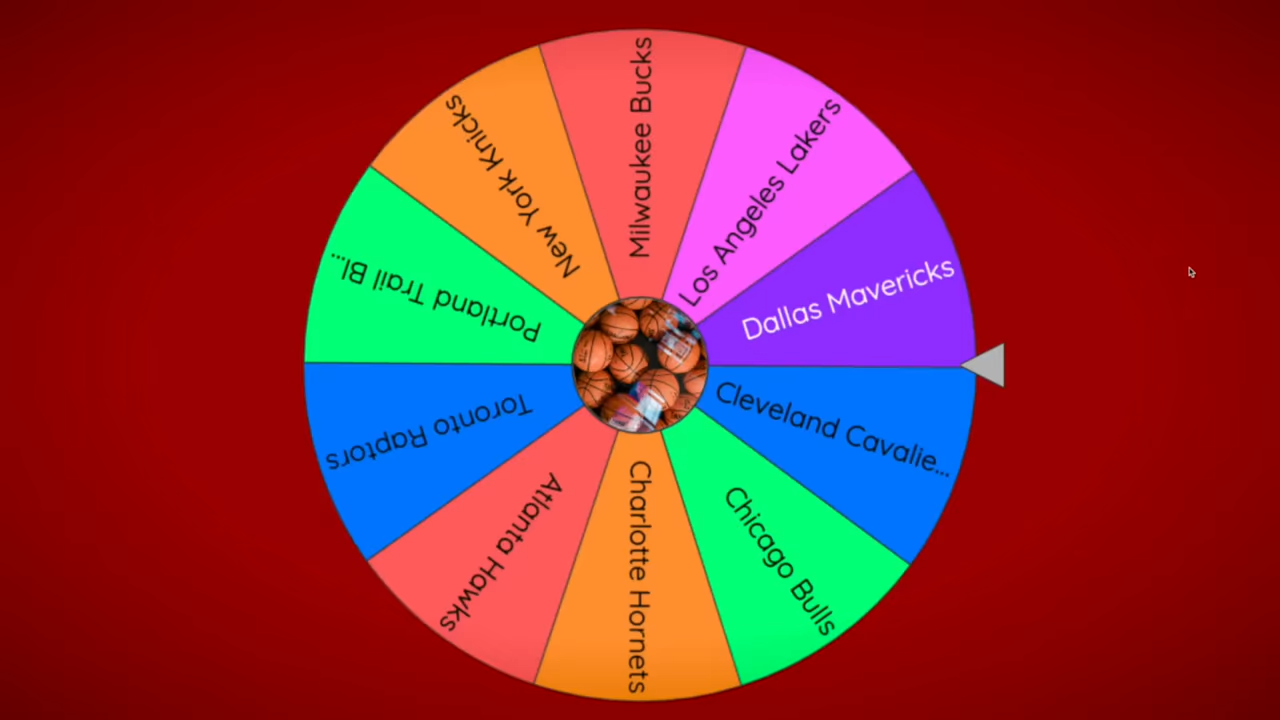 Milwaukee Bucks
Los Angeles Lakers
Dallas Mavericks
Cleveland Cavalie...
Chicago Bulls
Charlotte Hornets
Atlanta Hawks
Toronto Raptors
Portland Trail Bl...
New York Knicks